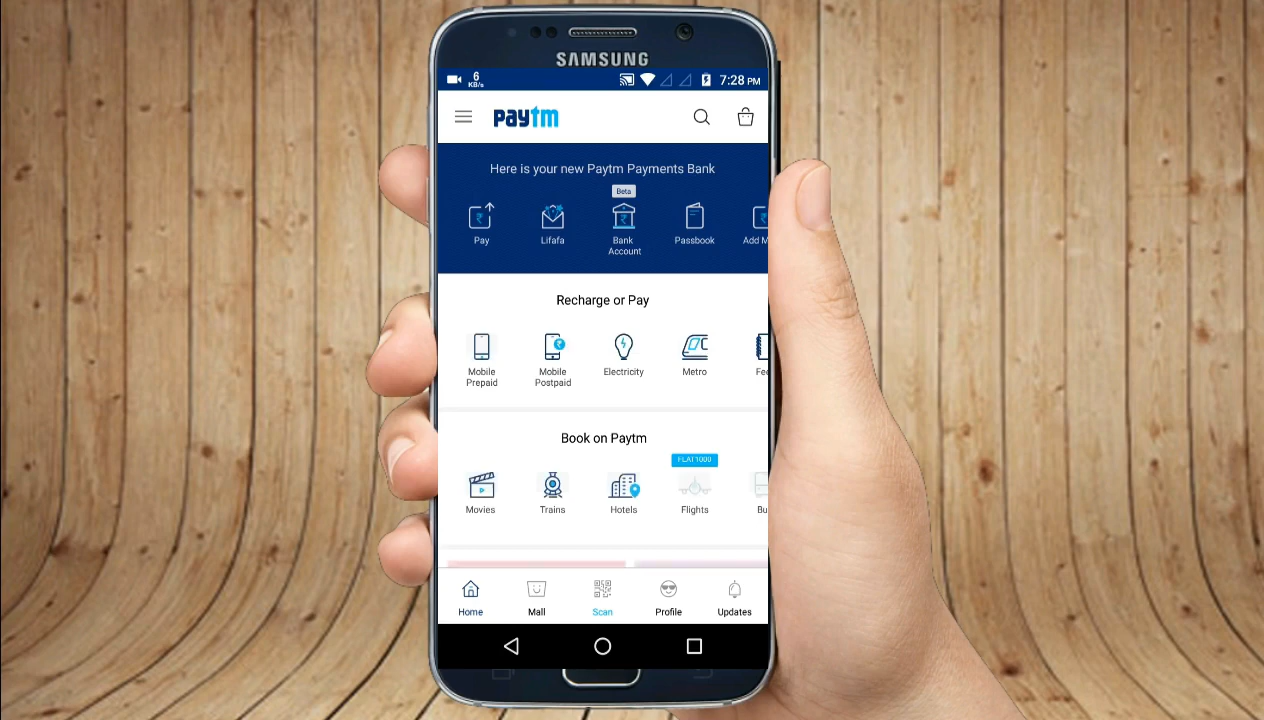 SAMSUNG
6
KB/s
7:28 PM
paytm
Here is your new Paytm Payments Bank
Beta
Pay
Lifafa
Bank
Account
Passbook
Add M
Recharge or Pay
Mobile
Prepaid
Mobile
Postpaid
Electricity
Metro
Fee
Book on Paytm
FLAT1000
Movies
Trains
Hotels
Flights
Bu
Home
Mall
Scan
Profile
Updates